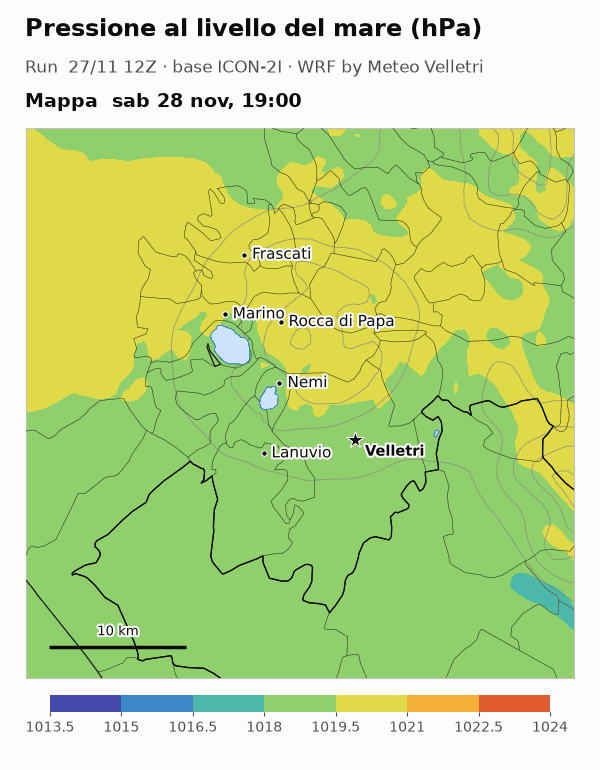 Pressione al livello del mare (hPa)
Run  27/11 12Z · base ICON-2I · WRF by Meteo Velletri
Mappa  sab 28 nov, 19:00
Frascati
Marino
Rocca di Papa
Nemi
Velletri
Lanuvio
10 km
1013.5 1015 1016.5 1018 1019.5 1021 1022.5 1024